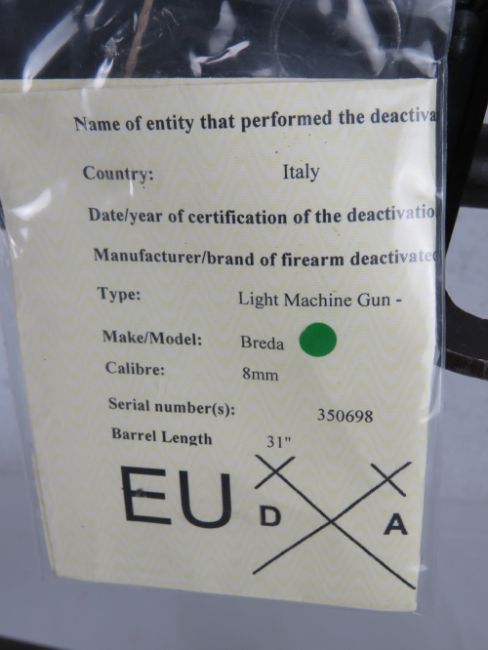 Name of entity that performed the deactiva
Country: Italy
Date/year of certification of the deactivatio
Manufacturer/brand of firearm deactivated
Type: Light Machine Gun -
Make/Model: Breda
Calibre: 8mm
Serial number(s): 350698
Barrel Length 31"
EU D A